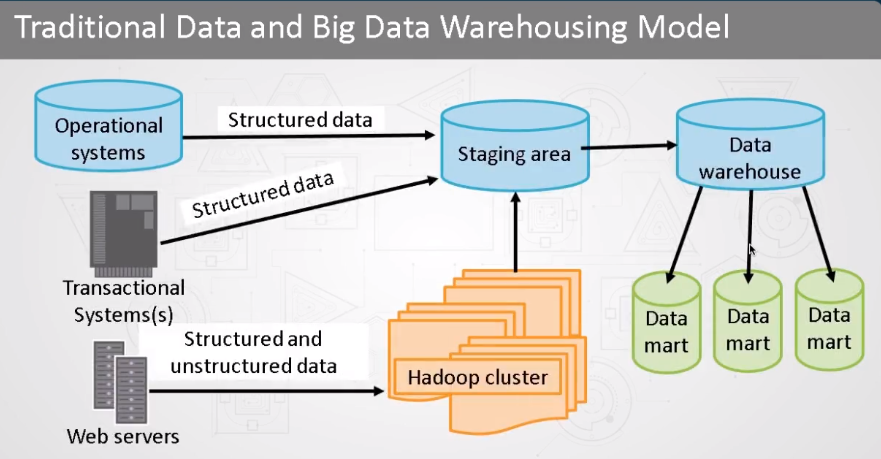 Traditional Data and Big Data Warehousing Model
Operational
systems
Structured data
Staging area
Data
warehouse
Structured data
Transactional
Systems(s)
Structured and
unstructured data
Hadoop cluster
Web servers
Data
mart
Data
mart
Data
mart